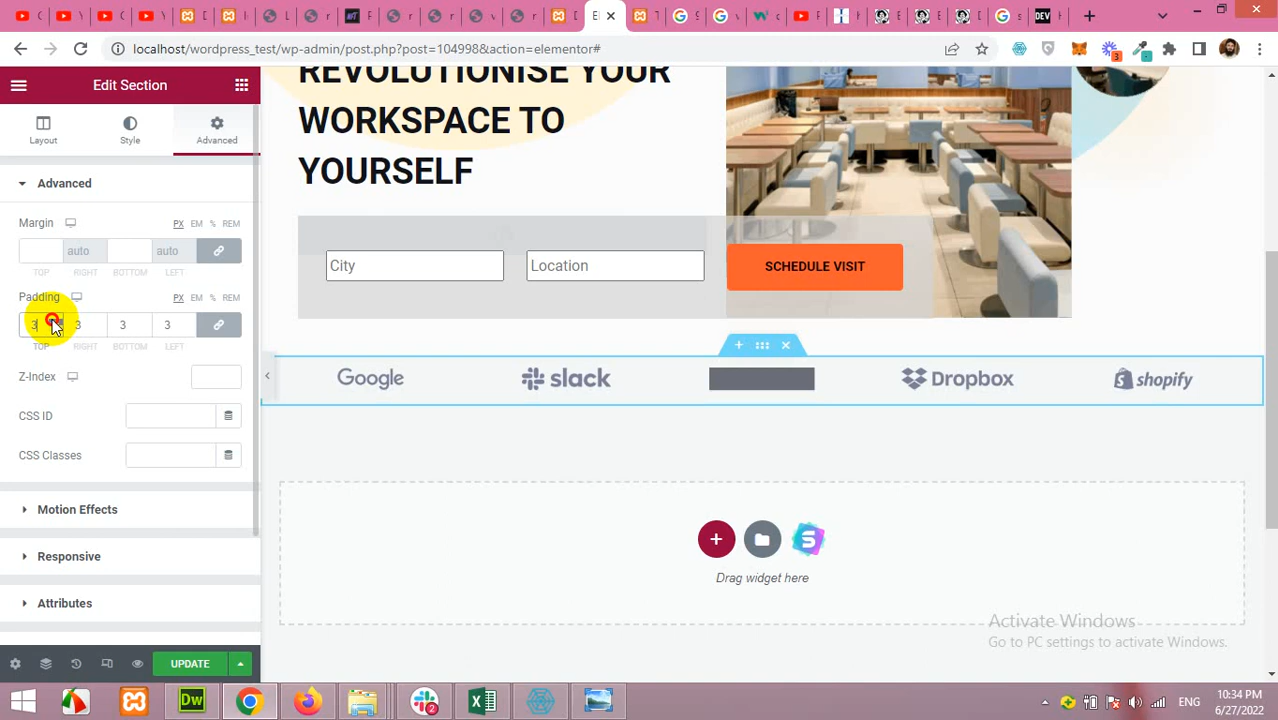 localhost/wordpress_test/wp-admin/post.php?post=104998&action=elementor#
Edit Section
Layout
Style
Advanced
Advanced
Margin
PX EM % REM
auto auto
TOP RIGHT BOTTOM LEFT
Padding
PX EM % REM
3 3 3 3
TOP RIGHT BOTTOM LEFT
Z-Index
CSS ID
CSS Classes
Motion Effects
Responsive
Attributes
UPDATE
REVOLUTIONISE YOUR
WORKSPACE TO
YOURSELF
City
Location
SCHEDULE VISIT
Google
slack
Dropbox
shopify
Drag widget here
Activate Windows
Go to PC settings to activate Windows.
Dw
2
ENG
10:34 PM
6/27/2022